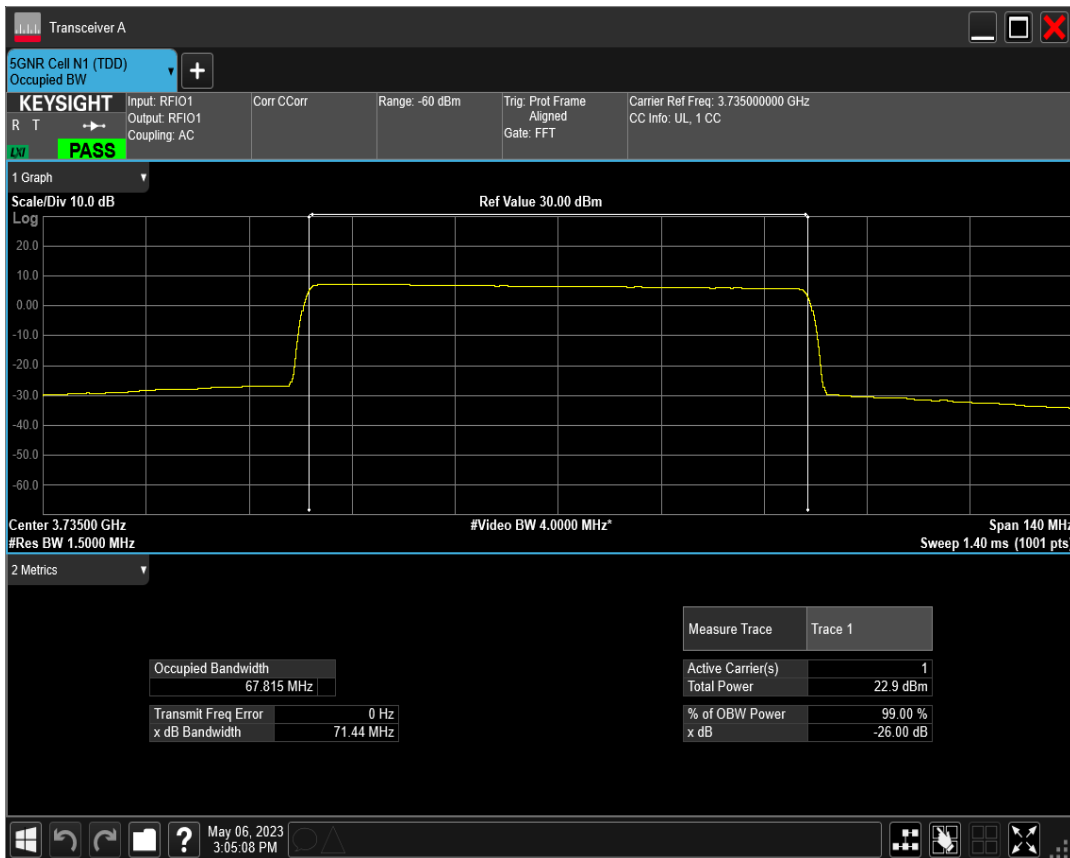 Transceiver A
5GNR Cell N1 (TDD)
Occupied BW
KEYSIGHT
R T
LXI
PASS
Input: RFIO1
Output: RFIO1
Coupling: AC
Corr CCorr
Range: -60 dBm
Trig: Prot Frame
Aligned
Gate: FFT
Carrier Ref Freq: 3.735000000 GHz
CC Info: UL, 1 CC
1 Graph
Scale/Div 10.0 dB
Ref Value 30.00 dBm
Log
20.0
10.0
0.00
-10.0
-20.0
-30.0
-40.0
-50.0
-60.0
Center 3.73500 GHz
#Video BW 4.0000 MHz*
Span 140 MHz
#Res BW 1.5000 MHz
Sweep 1.40 ms (1001 pts)
2 Metrics
Measure Trace Trace 1
Occupied Bandwidth
67.815 MHz
Active Carrier(s) 1
Total Power 22.9 dBm
Transmit Freq Error 0 Hz
x dB Bandwidth 71.44 MHz
% of OBW Power 99.00 %
x dB -26.00 dB
?
May 06, 2023
3:05:08 PM